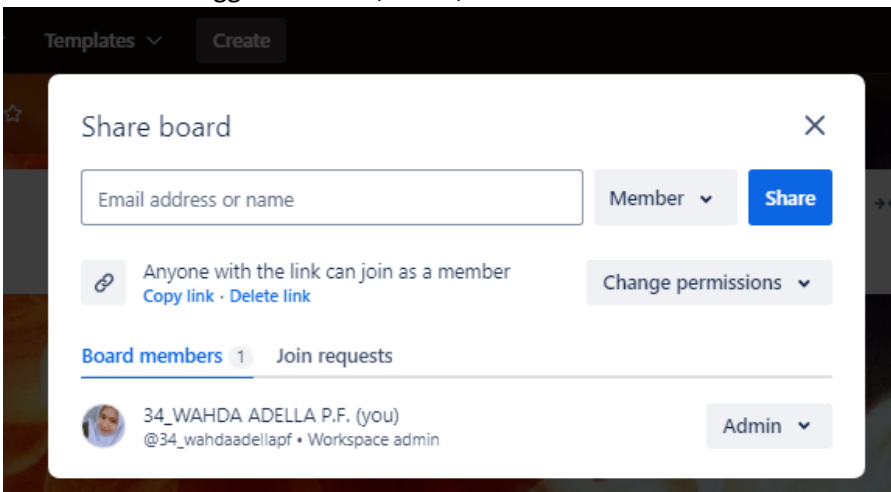 Templates Create
Share board
Email address or name Member Share
Anyone with the link can join as a member Change permissions
Copy link · Delete link
Board members 1 Join requests
34_WAHDA ADELLA P.F. (you) Admin
@34_wahdaadellapf • Workspace admin